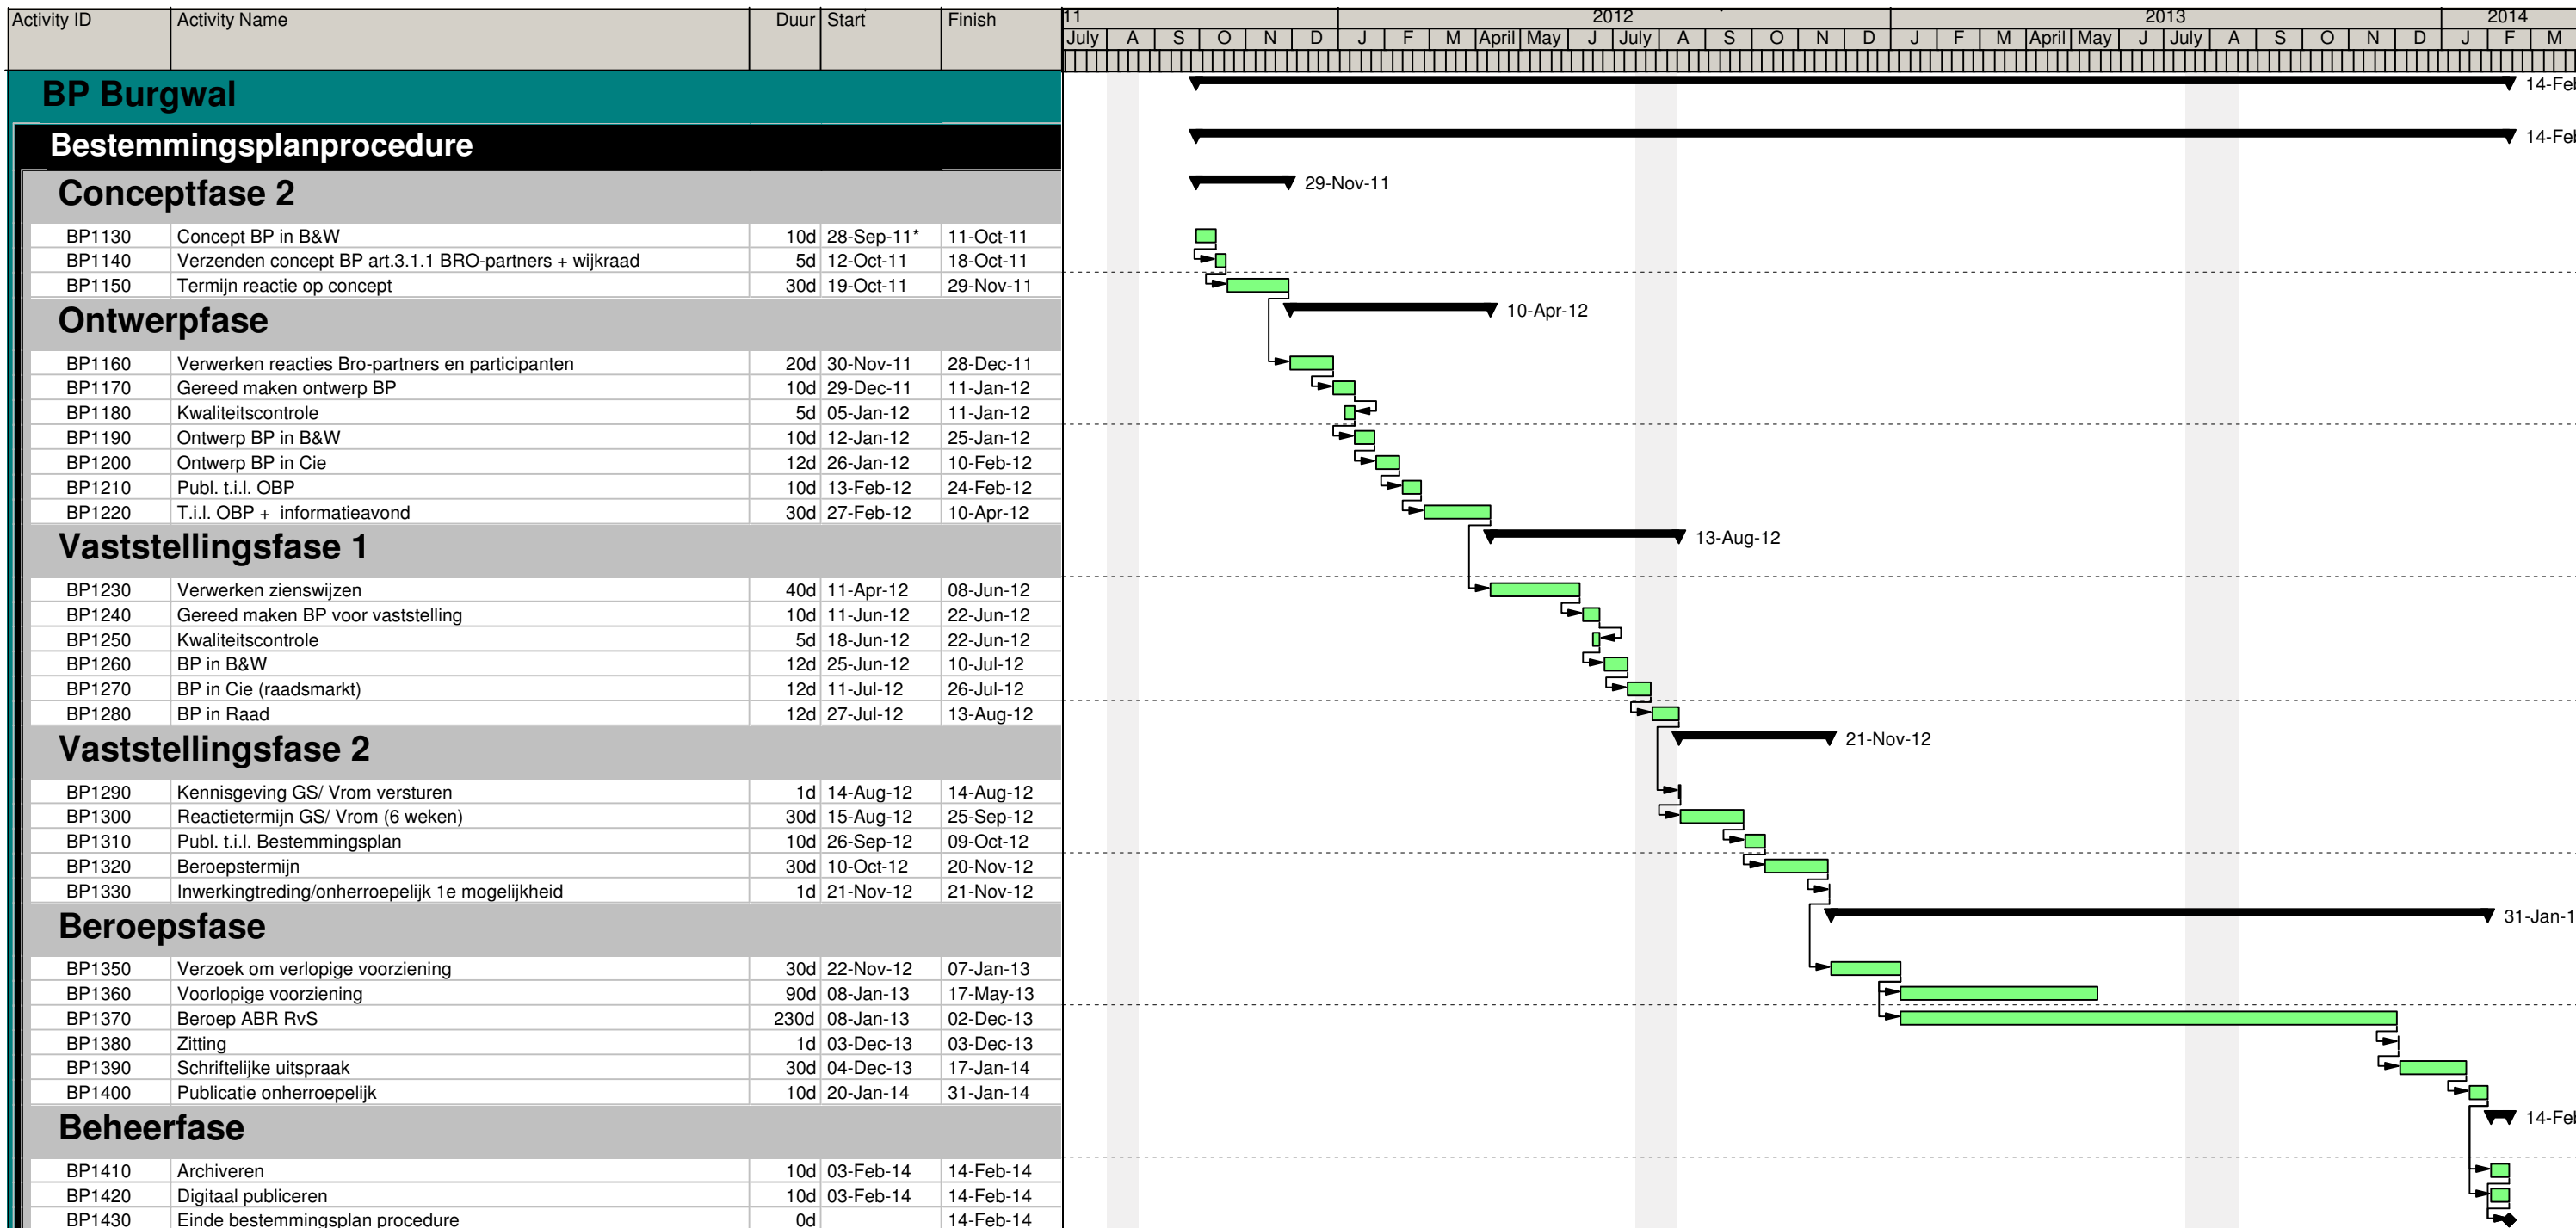 Activity ID Activity Name Duur Start Finish 11 2012 2013 2014
July A S O N D J F M April May J July A S O N D J F M April May J July A S O N D J F M
BP Burgwal 14-Feb
Bestemmingsplanprocedure 14-Feb
Conceptfase 2 29-Nov-11
BP1130 Concept BP in B&W 10d 28-Sep-11* 11-Oct-11
BP1140 Verzenden concept BP art.3.1.1 BRO-partners + wijkraad 5d 12-Oct-11 18-Oct-11
BP1150 Termijn reactie op concept 30d 19-Oct-11 29-Nov-11
Ontwerpfase 10-Apr-12
BP1160 Verwerken reacties Bro-partners en participanten 20d 30-Nov-11 28-Dec-11
BP1170 Gereed maken ontwerp BP 10d 29-Dec-11 11-Jan-12
BP1180 Kwaliteitscontrole 5d 05-Jan-12 11-Jan-12
BP1190 Ontwerp BP in B&W 10d 12-Jan-12 25-Jan-12
BP1200 Ontwerp BP in Cie 12d 26-Jan-12 10-Feb-12
BP1210 Publ. t.i.l. OBP 10d 13-Feb-12 24-Feb-12
BP1220 T.i.l. OBP + informatieavond 30d 27-Feb-12 10-Apr-12
Vaststellingsfase 1 13-Aug-12
BP1230 Verwerken zienswijzen 40d 11-Apr-12 08-Jun-12
BP1240 Gereed maken BP voor vaststelling 10d 11-Jun-12 22-Jun-12
BP1250 Kwaliteitscontrole 5d 18-Jun-12 22-Jun-12
BP1260 BP in B&W 12d 25-Jun-12 10-Jul-12
BP1270 BP in Cie (raadsmarkt) 12d 11-Jul-12 26-Jul-12
BP1280 BP in Raad 12d 27-Jul-12 13-Aug-12
Vaststellingsfase 2 21-Nov-12
BP1290 Kennisgeving GS/ Vrom versturen 1d 14-Aug-12 14-Aug-12
BP1300 Reactietermijn GS/ Vrom (6 weken) 30d 15-Aug-12 25-Sep-12
BP1310 Publ. t.i.l. Bestemmingsplan 10d 26-Sep-12 09-Oct-12
BP1320 Beroepstermijn 30d 10-Oct-12 20-Nov-12
BP1330 Inwerkingtreding/onherroepelijk 1e mogelijkheid 1d 21-Nov-12 21-Nov-12
Beroepsfase 31-Jan-1
BP1350 Verzoek om verlopige voorziening 30d 22-Nov-12 07-Jan-13
BP1360 Voorlopige voorziening 90d 08-Jan-13 17-May-13
BP1370 Beroep ABR RvS 230d 08-Jan-13 02-Dec-13
BP1380 Zitting 1d 03-Dec-13 03-Dec-13
BP1390 Schriftelijke uitspraak 30d 04-Dec-13 17-Jan-14
BP1400 Publicatie onherroepelijk 10d 20-Jan-14 31-Jan-14
Beheerfase 14-Feb
BP1410 Archiveren 10d 03-Feb-14 14-Feb-14
BP1420 Digitaal publiceren 10d 03-Feb-14 14-Feb-14
BP1430 Einde bestemmingsplan procedure 0d 14-Feb-14